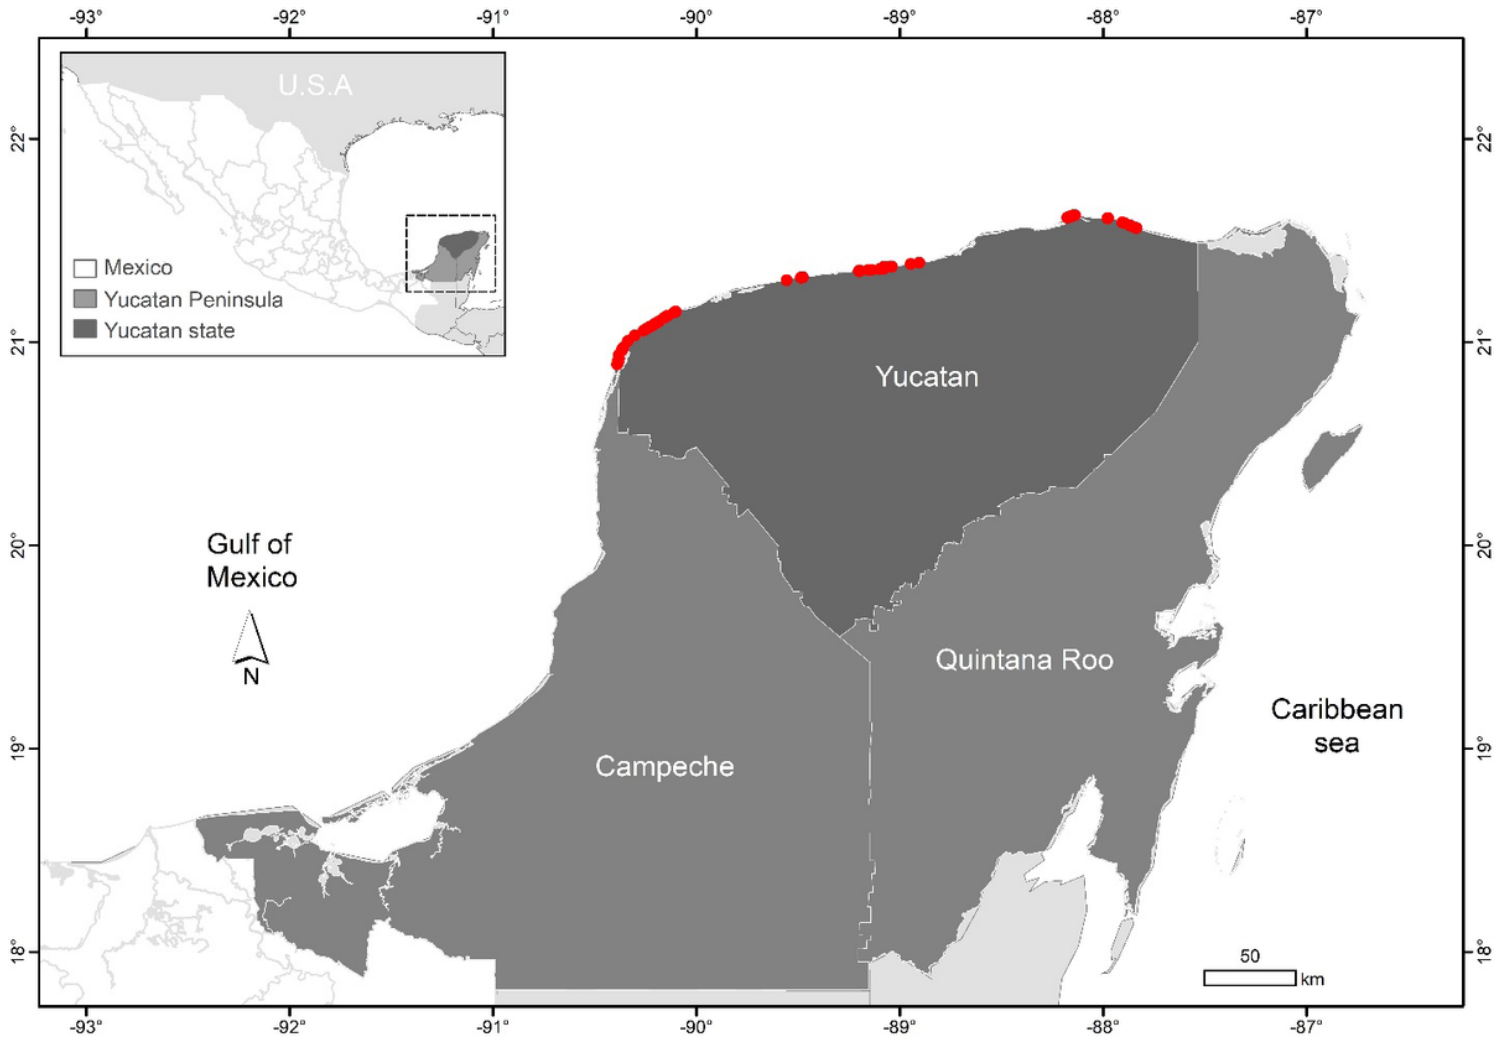 -93°
-92°
-91°
-90°
-89°
-88°
-87°
U.S.A
Mexico
Yucatan Peninsula
Yucatan state
22°
22°
21°
21°
Yucatan
Gulf of
Mexico
20°
20°
N
Quintana Roo
Caribbean
sea
19°
19°
Campeche
18°
18°
50
km
-93°
-92°
-91°
-90°
-89°
-88°
-87°